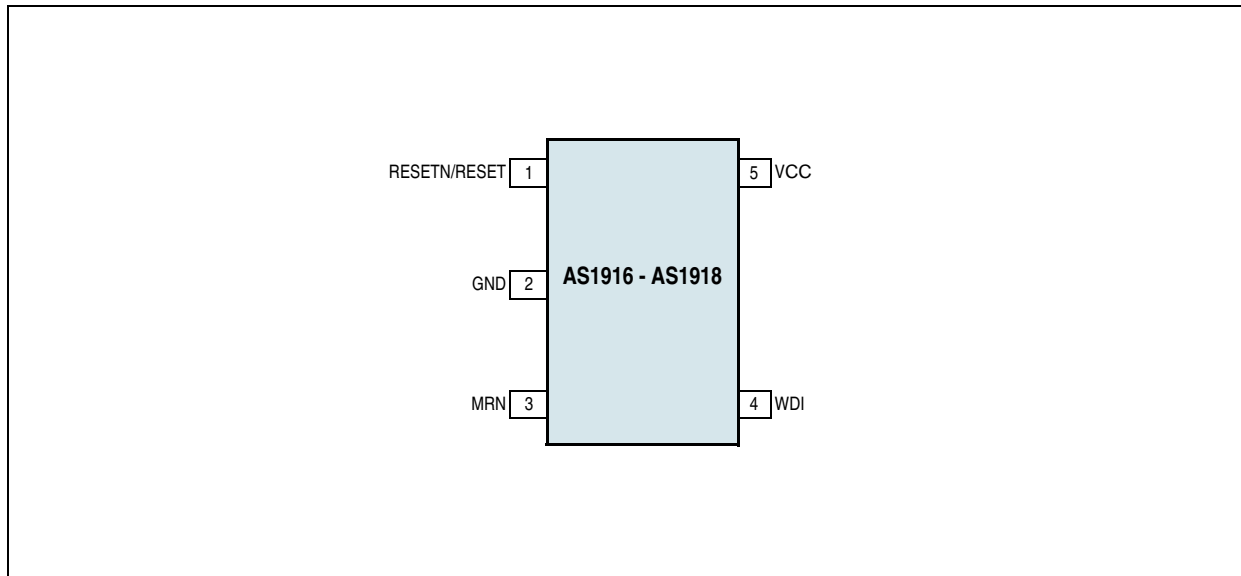 RESETN/RESET 1
5 VCC
GND 2
AS1916 - AS1918
MRN 3
4 WDI